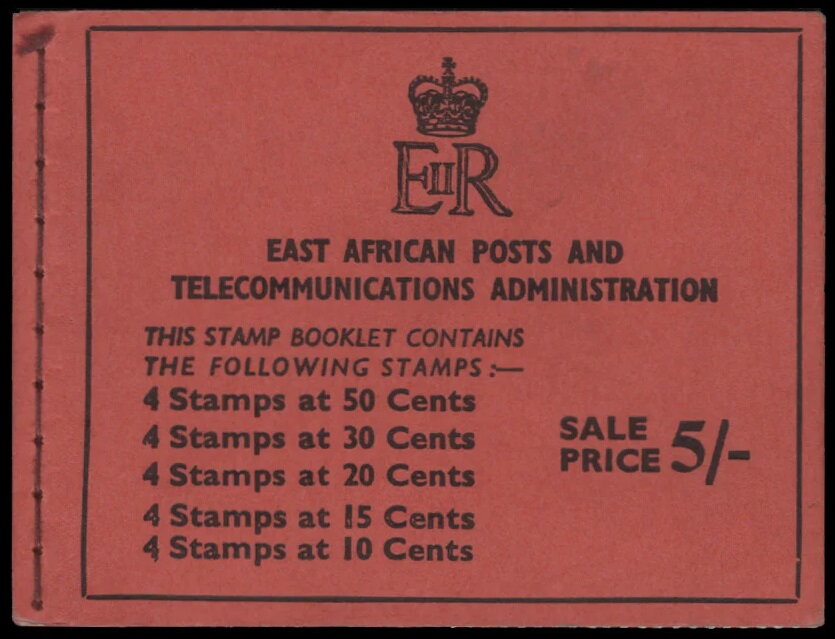 EIIR
EAST AFRICAN POSTS AND
TELECOMMUNICATIONS ADMINISTRATION
THIS STAMP BOOKLET CONTAINS
THE FOLLOWING STAMPS :—
4 Stamps at 50 Cents
4 Stamps at 30 Cents
4 Stamps at 20 Cents
4 Stamps at 15 Cents
4 Stamps at 10 Cents
SALE
PRICE 5/-